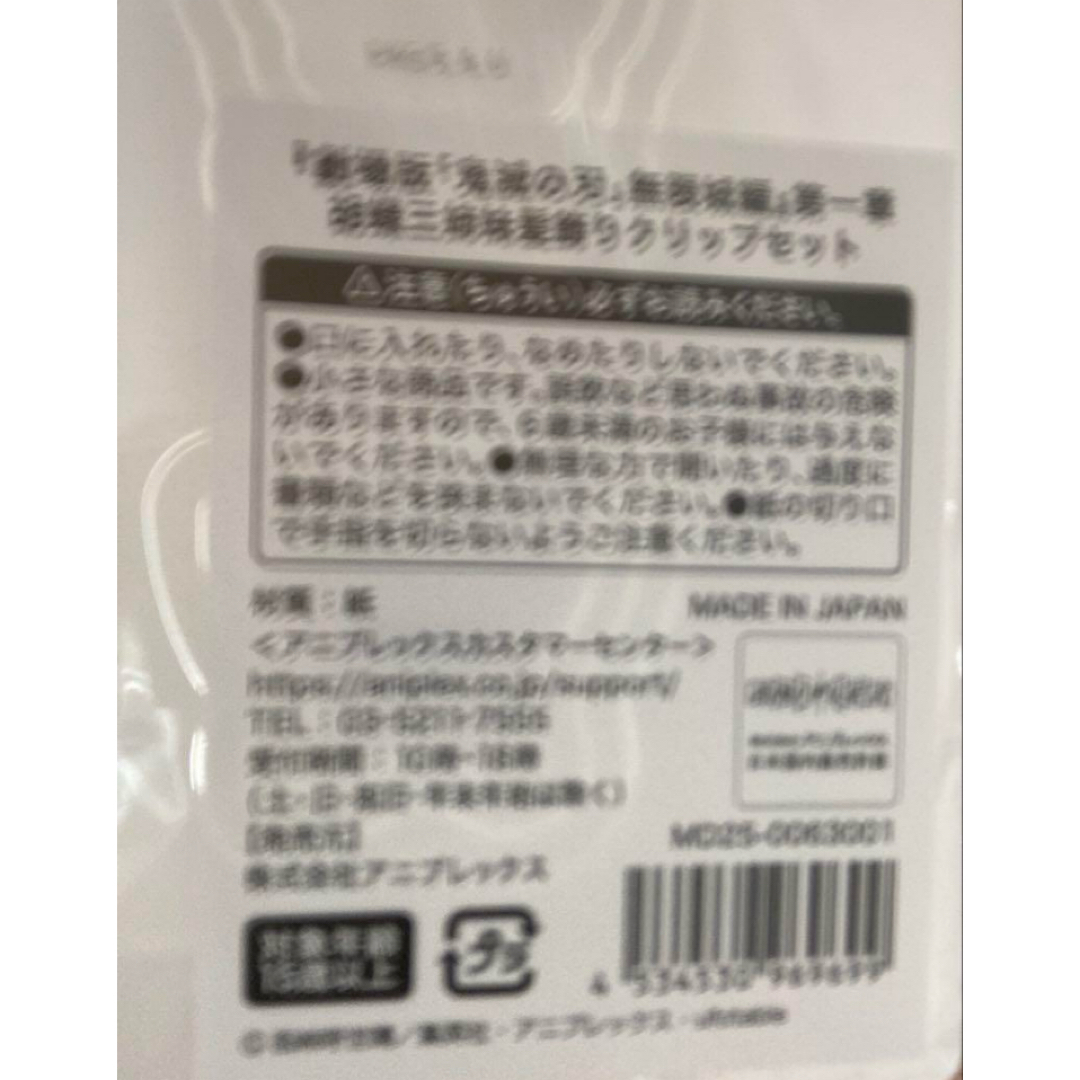 『劇場版「鬼滅の刃」無限城編』第一章
胡蝶三姉妹髪飾りクリップセット
⚠注意(ちゅうい)必ずお読みください。
●口に入れたり、なめたりしないでください。
●小さな商品です。誤飲など思わぬ事故の危険
がありますので、6歳未満のお子様には与えな
いでください。●無理な力で開いたり、過度に
などを挟まないでください。●紙の切り口
で手指を切らないようご注意ください。
材質：紙
MADE IN JAPAN
<アニプレックスカスタマーセンター>
https://aniplex.co.jp/support/
TEL：03-5211-7555
受付時間：10時-18時
(土・日・祝日・年末年始は除く)
【発売元】
株式会社アニプレックス
MD25-0063001
対象年齢
15歳以上
プラ
4 534530 969699
©吾峠呼世晴／集英社・アニプレックス・ufotable